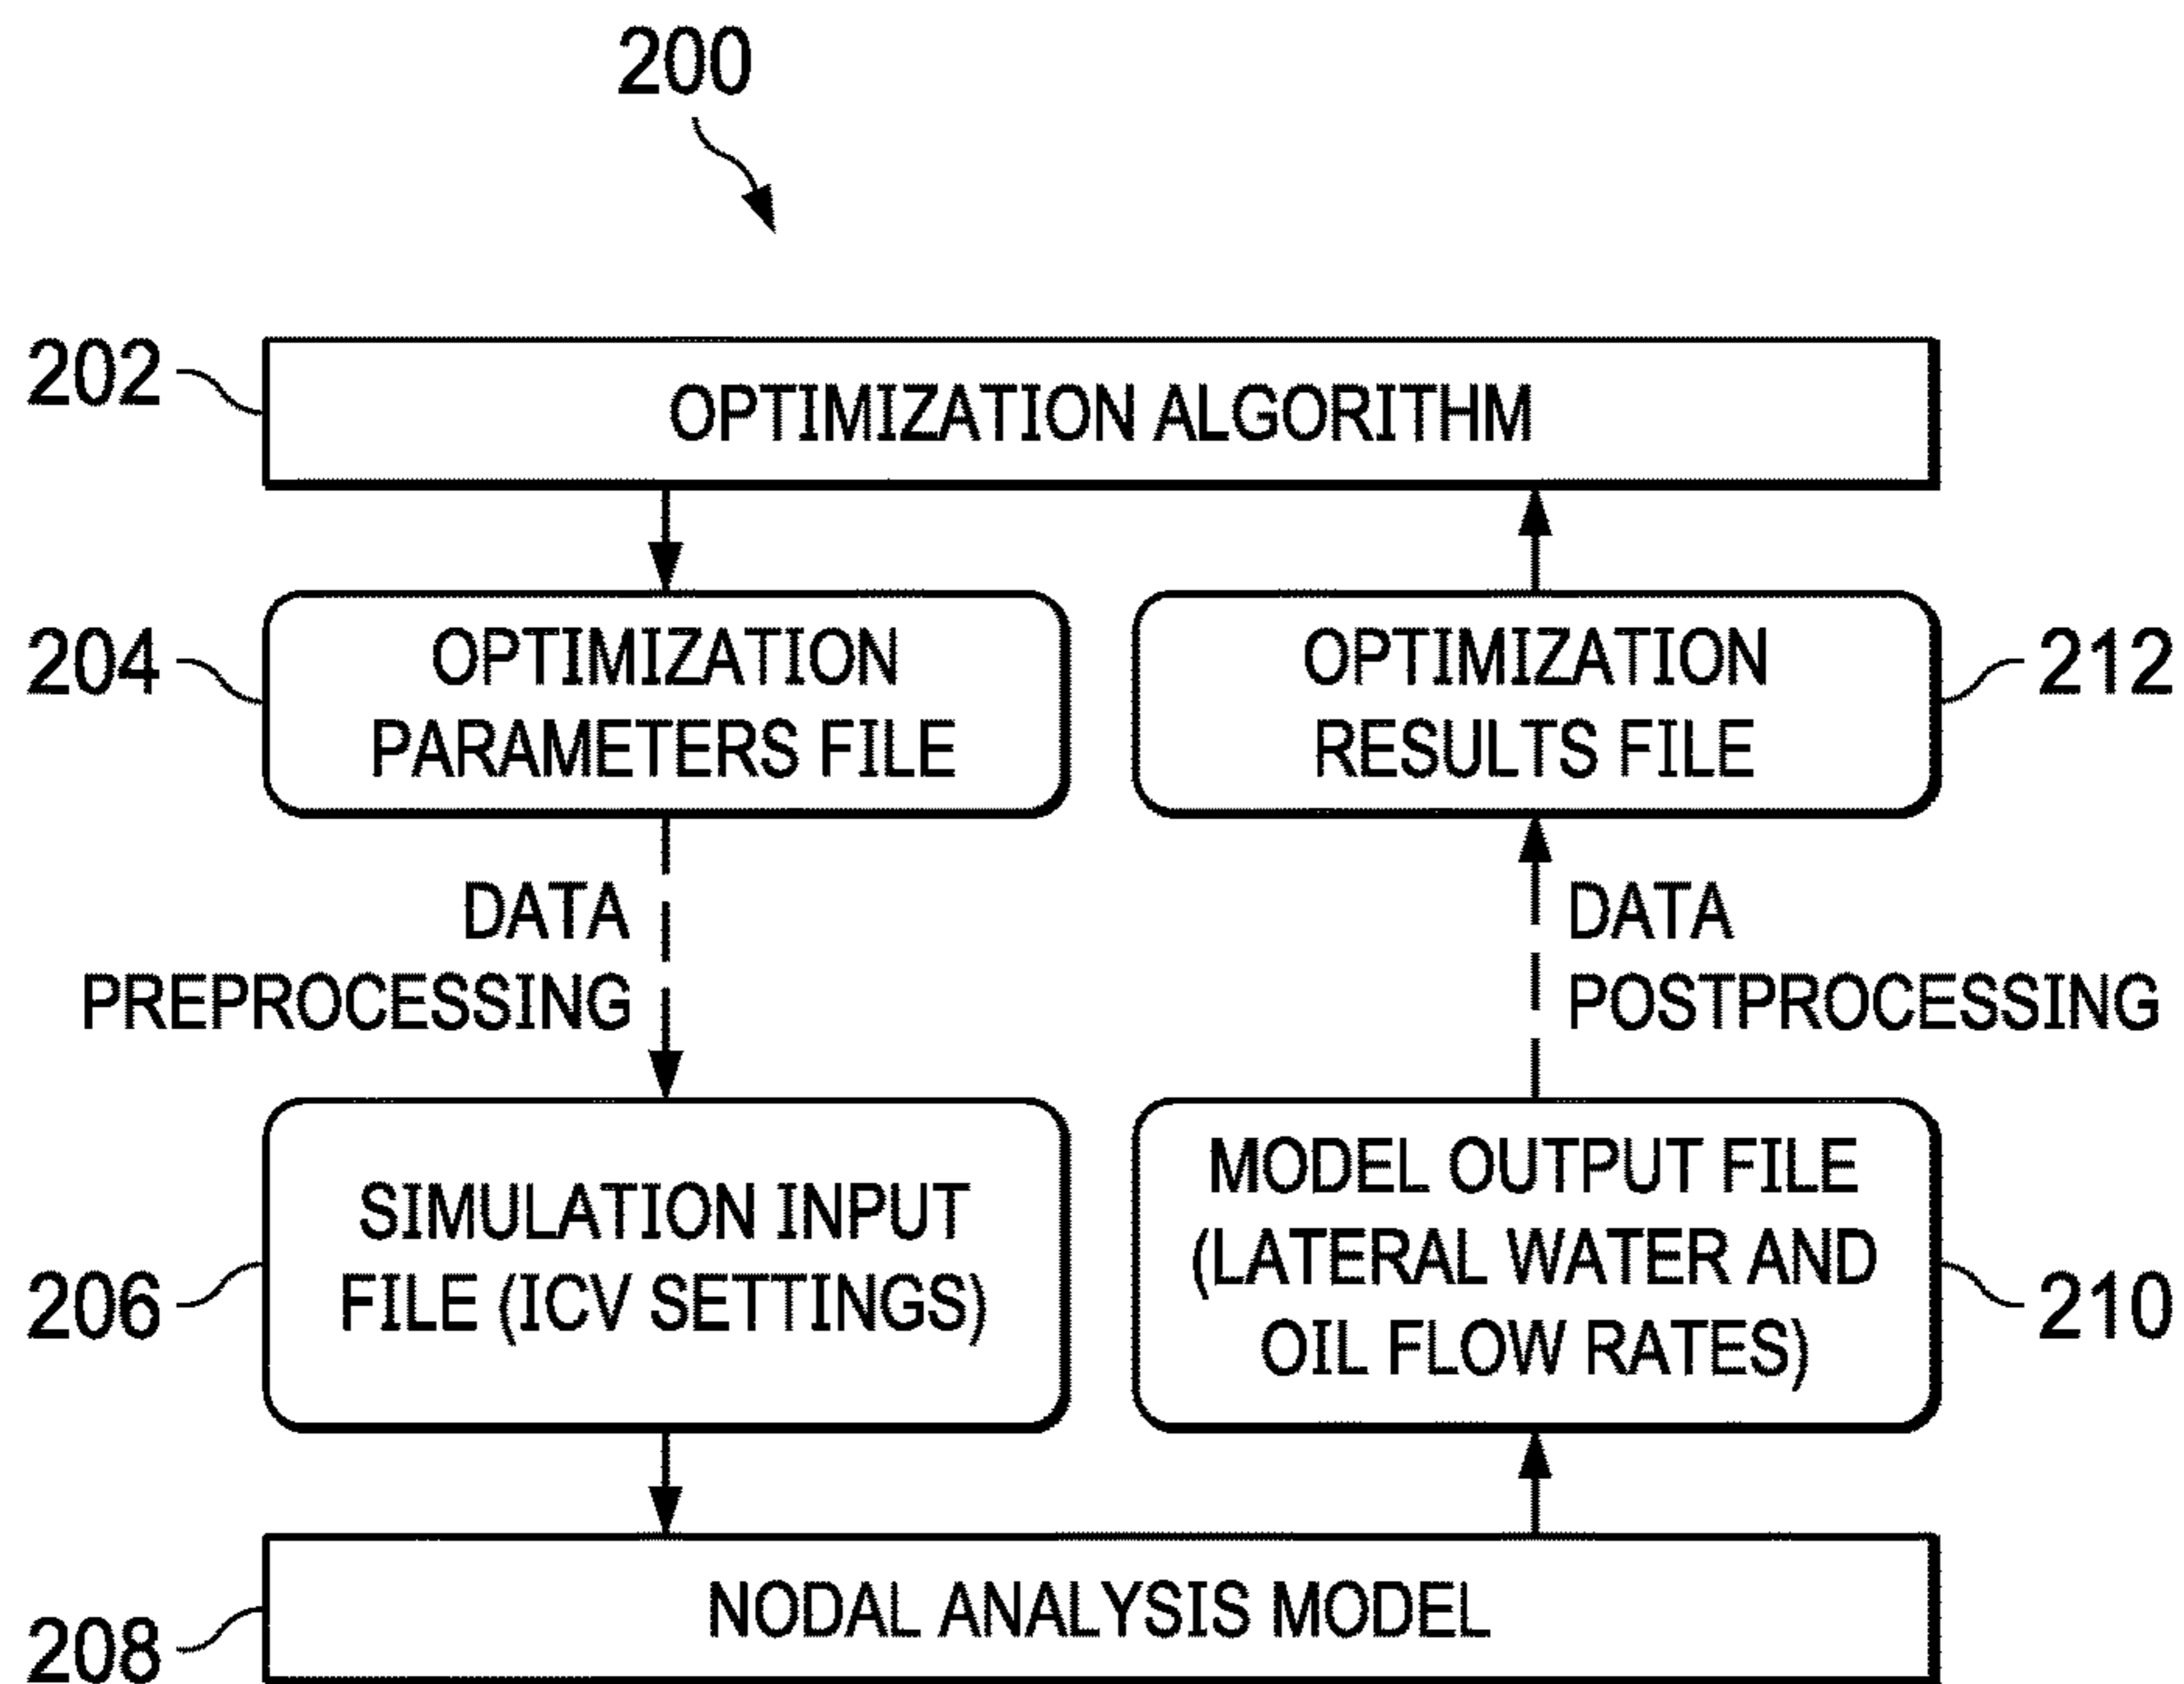 200
202
OPTIMIZATION ALGORITHM
204
OPTIMIZATION
PARAMETERS FILE
OPTIMIZATION
RESULTS FILE
212
DATA
PREPROCESSING
DATA
POSTPROCESSING
206
SIMULATION INPUT
FILE (ICV SETTINGS)
MODEL OUTPUT FILE
(LATERAL WATER AND
OIL FLOW RATES)
210
208
NODAL ANALYSIS MODEL